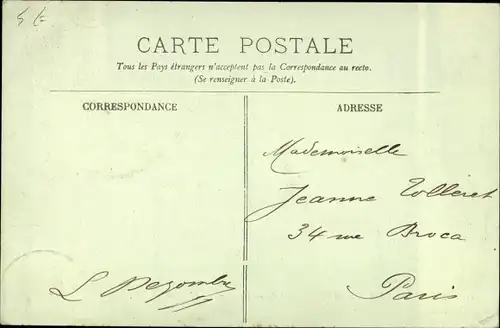 CARTE POSTALE
Tous les Pays étrangers n'acceptent pas la Correspondance au recto.
(Se renseigner à la Poste).
CORRESPONDANCE
ADRESSE
Mademoiselle
Jeanne Tolleret
34 rue Broca
Paris
L